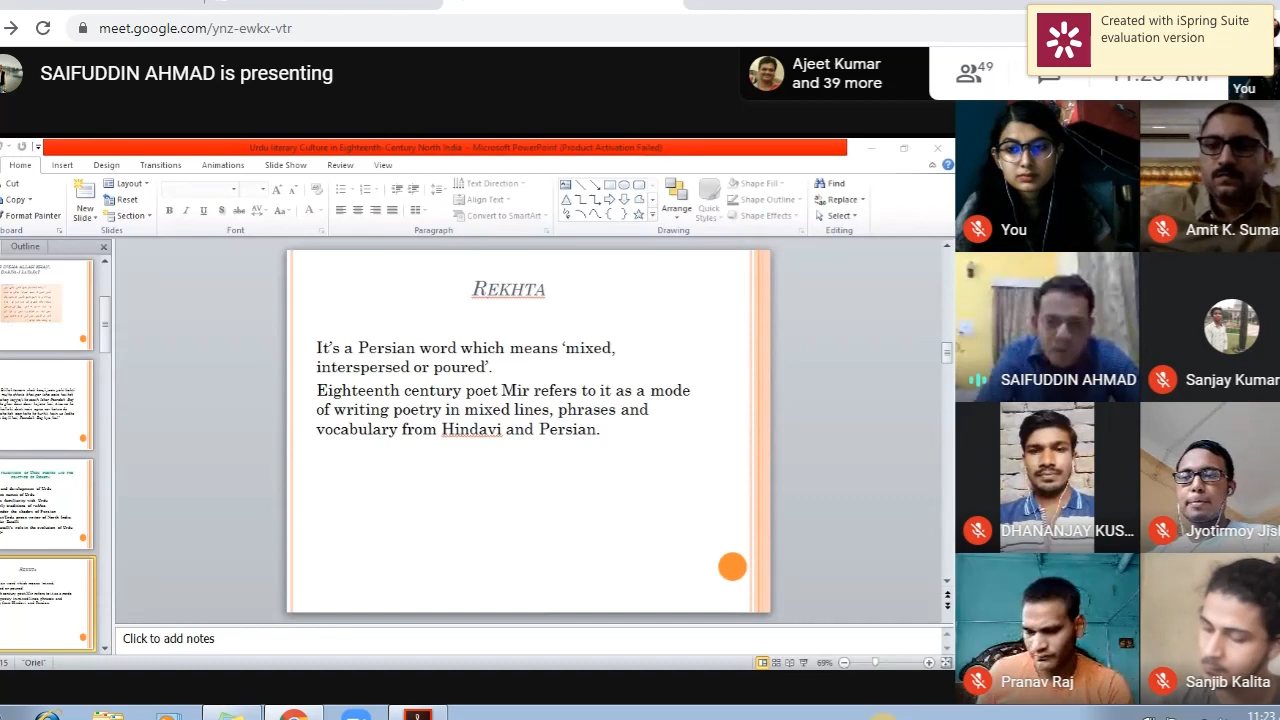 meet.google.com/ynz-ewkx-vtr
Created with iSpring Suite
evaluation version
SAIFUDDIN AHMAD is presenting
Ajeet Kumar
and 39 more
49
AM
You
Urdu literary Culture in Eighteenth-Century North India - Microsoft PowerPoint (Product Activation Failed)
Home Insert Design Transitions Animations Slide Show Review View
Cut
Copy
Format Painter
New
Slide
Layout
Reset
Section
Text Direction
Align Text
Convert to SmartArt
Arrange
Quick
Styles
Shape Fill
Shape Outline
Shape Effects
Find
Replace
Select
Slides Font Paragraph Drawing Editing
Outline
REKHTA
It's a Persian word which means ‘mixed,
interspersed or poured’.
Eighteenth century poet Mir refers to it as a mode
of writing poetry in mixed lines, phrases and
vocabulary from Hindavi and Persian.
Click to add notes
15 "Oriel"
69%
You
Amit K. Suma
SAIFUDDIN AHMAD
Sanjay Kumar
DHANANJAY KUS...
Jyotirmoy Jish
Pranav Raj
Sanjib Kalita
11:23